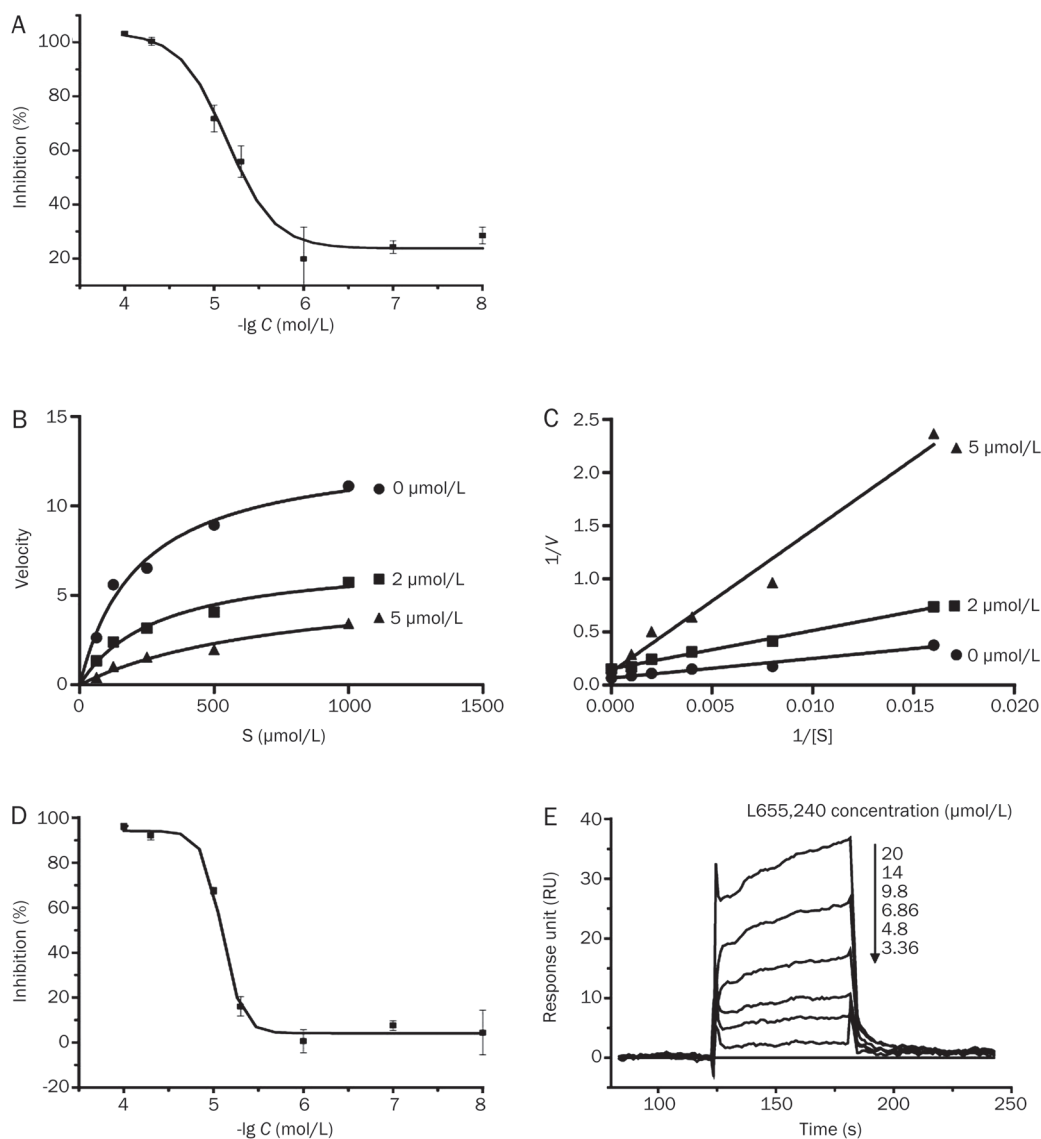 A
Inhibition (%)
100
80
60
40
20
4 5 6 7 8
-lg C (mol/L)
B
Velocity
15
10
5
0
0 500 1000 1500
S (µmol/L)
0 µmol/L
2 µmol/L
5 µmol/L
C
1/V
2.5
2.0
1.5
1.0
0.5
0.0
0.000 0.005 0.010 0.015 0.020
1/[S]
5 µmol/L
2 µmol/L
0 µmol/L
D
Inhibition (%)
100
80
60
40
20
0
-20
4 5 6 7 8
-lg C (mol/L)
E
L655,240 concentration (µmol/L)
Response unit (RU)
40
30
20
10
0
20
14
9.8
6.86
4.8
3.36
100 150 200 250
Time (s)